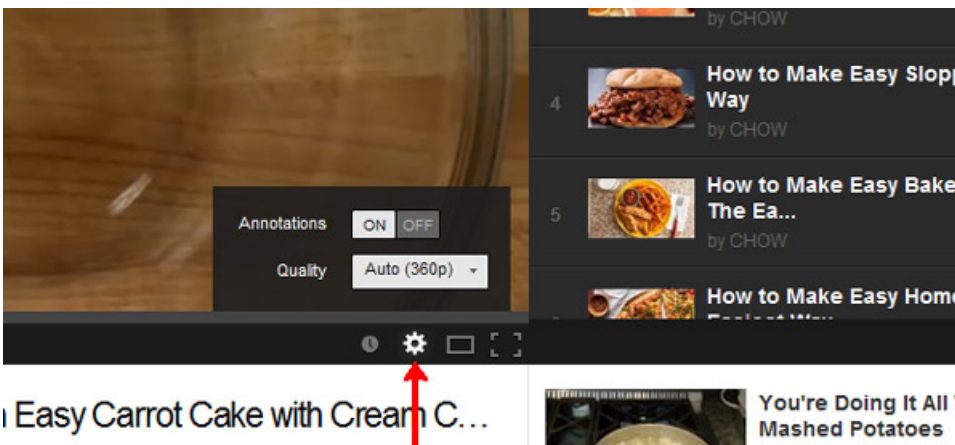 Annotations ON OFF
Quality Auto (360p)
Easy Carrot Cake with Cream C...
by CHOW
4
How to Make Easy Slopp
Way
by CHOW
5
How to Make Easy Bake
The Ea...
by CHOW
How to Make Easy Home
You're Doing It All
Mashed Potatoes